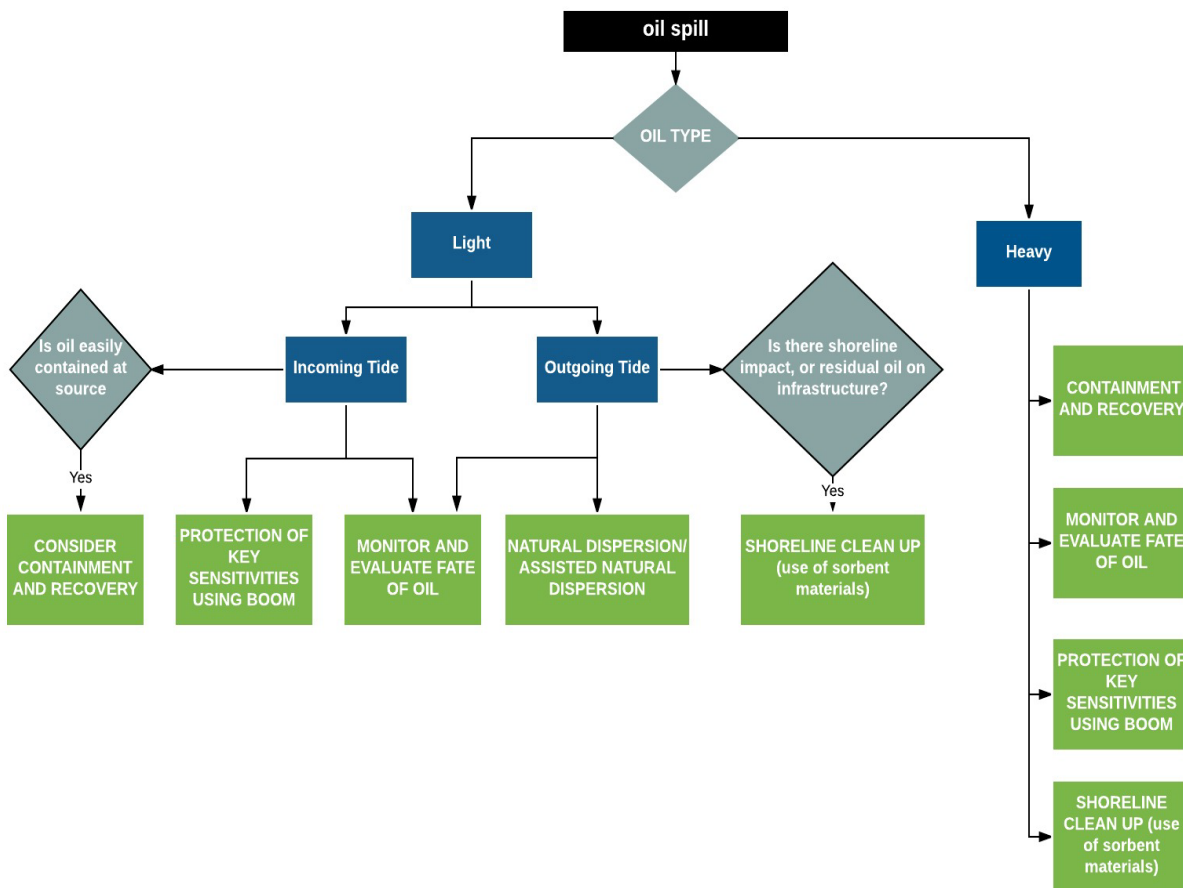 oil spill
OIL TYPE
Light
Heavy
Is oil easily
contained at
source
Incoming Tide
Outgoing Tide
Is there shoreline
impact, or residual oil on
infrastructure?
Yes
Yes
CONSIDER
CONTAINMENT
AND RECOVERY
PROTECTION OF
KEY
SENSITIVITIES
USING BOOM
MONITOR AND
EVALUATE FATE
OF OIL
NATURAL DISPERSION/
ASSISTED NATURAL
DISPERSION
SHORELINE CLEAN UP
(use of sorbent
materials)
CONTAINMENT
AND RECOVERY
MONITOR AND
EVALUATE FATE
OF OIL
PROTECTION OF
KEY
SENSITIVITIES
USING BOOM
SHORELINE
CLEAN UP (use
of sorbent
materials)